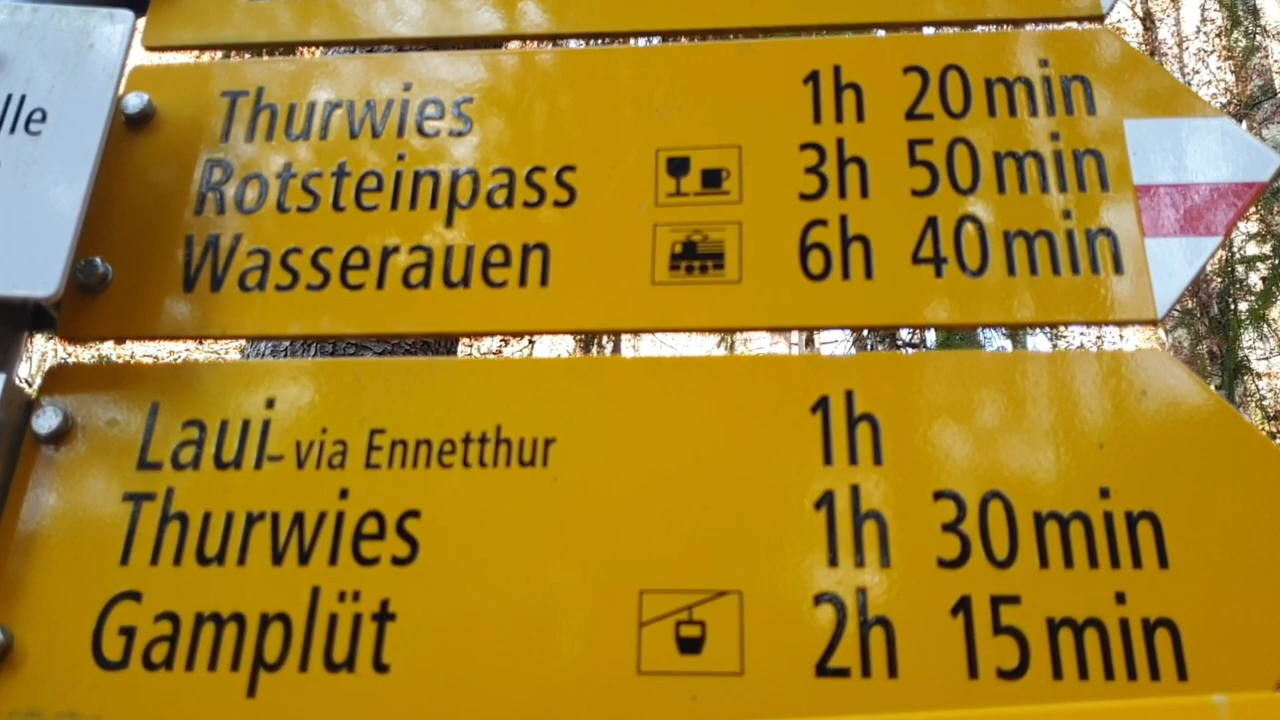 lle
Thurwies 1h 20 min
Rotsteinpass 3h 50 min
Wasserauen 6h 40 min
Laui - via Ennetthur 1h
Thurwies 1h 30 min
Gamplüt 2h 15 min